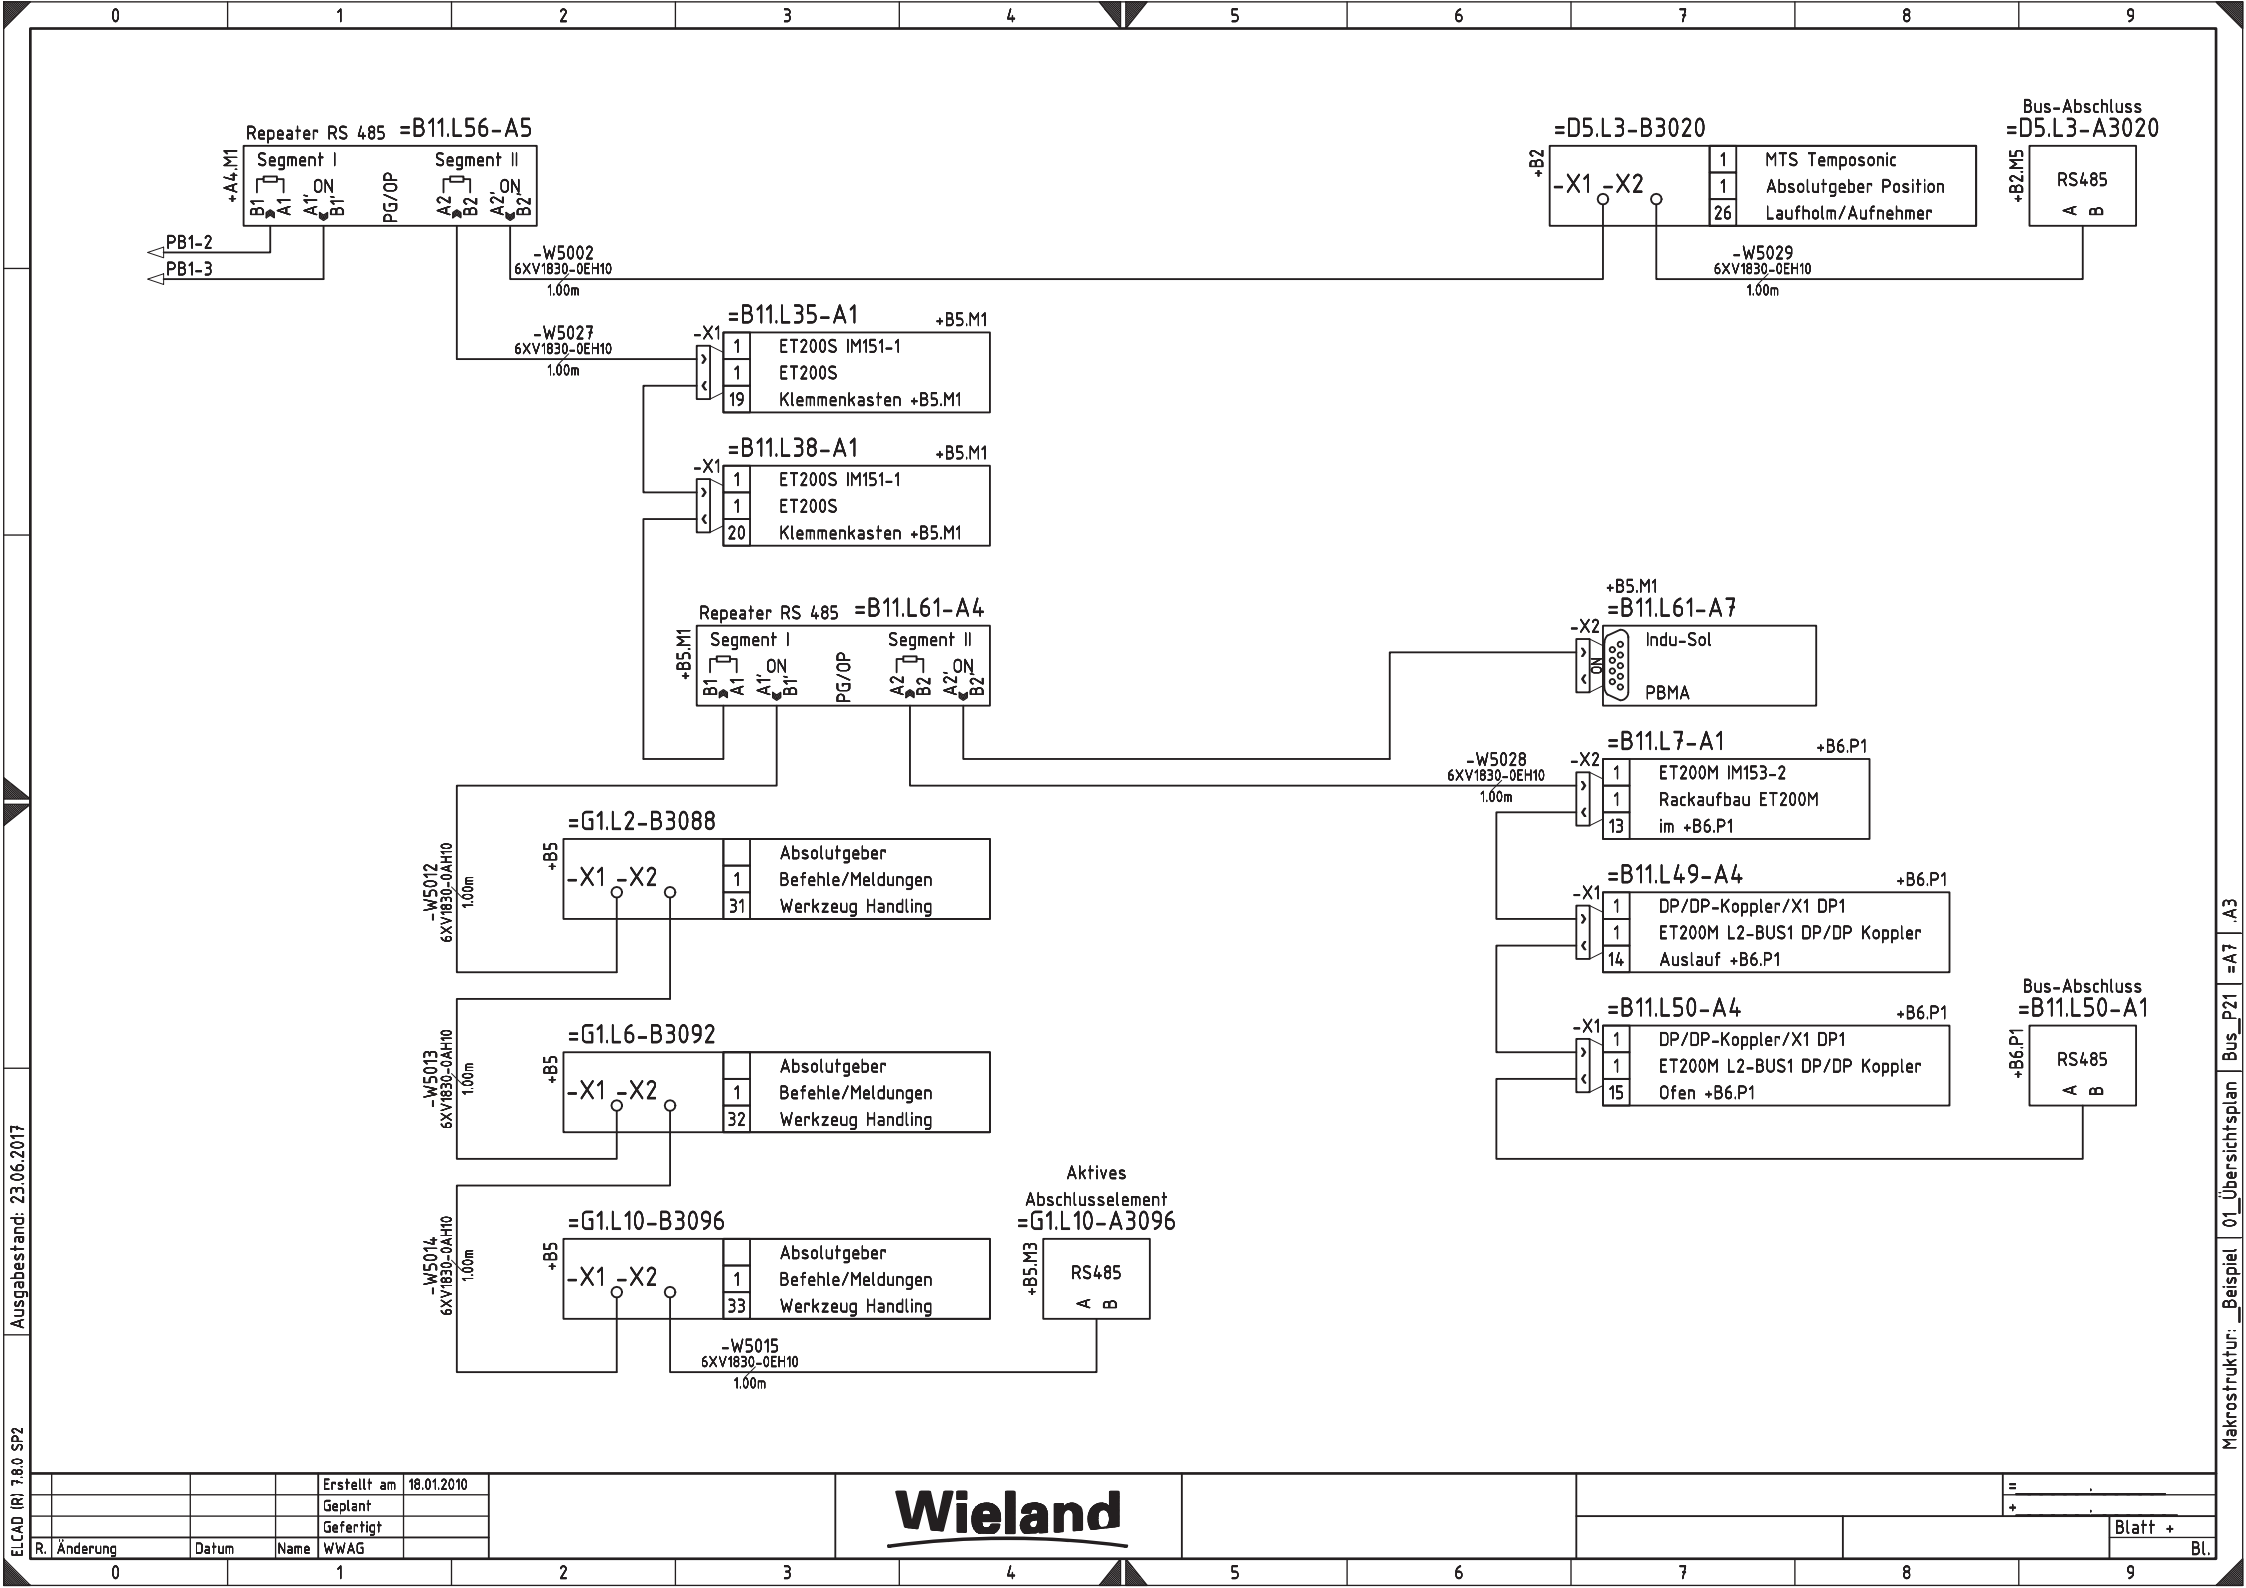 0 1 2 3 4 5 6 7 8 9
Repeater RS 485 =B11.L56-A5
+A4.M1
Segment I Segment II
ON ON
B1 A1 A1' B1' PG/OP A2 B2 A2' B2'
PB1-2
PB1-3
-W5002
6XV1830-0EH10
1.00m
=D5.L3-B3020
+B2
-X1 -X2
1 MTS Temposonic
1 Absolutgeber Position
26 Laufholm/Aufnehmer
Bus-Abschluss
=D5.L3-A3020
+B2.M5
RS485
A B
-W5029
6XV1830-0EH10
1.00m
-W5027
6XV1830-0EH10
1.00m
=B11.L35-A1 +B5.M1
-X1
1 ET200S IM151-1
1 ET200S
19 Klemmenkasten +B5.M1
=B11.L38-A1 +B5.M1
-X1
1 ET200S IM151-1
1 ET200S
20 Klemmenkasten +B5.M1
Repeater RS 485 =B11.L61-A4
+B5.M1
Segment I Segment II
ON ON
B1 A1 A1' B1' PG/OP A2 B2 A2' B2'
+B5.M1
=B11.L61-A7
-X2
ON
Indu-Sol
PBMA
-W5028
6XV1830-0EH10
1.00m
=B11.L7-A1 +B6.P1
-X2
1 ET200M IM153-2
1 Rackaufbau ET200M
13 im +B6.P1
=B11.L49-A4 +B6.P1
-X1
1 DP/DP-Koppler/X1 DP1
1 ET200M L2-BUS1 DP/DP Koppler
14 Auslauf +B6.P1
=B11.L50-A4 +B6.P1
-X1
1 DP/DP-Koppler/X1 DP1
1 ET200M L2-BUS1 DP/DP Koppler
15 Ofen +B6.P1
Bus-Abschluss
=B11.L50-A1
+B6.P1
RS485
A B
-W5012
6XV1830-0AH10
1.00m
=G1.L2-B3088
+B5
-X1 -X2
Absolutgeber
1 Befehle/Meldungen
31 Werkzeug Handling
-W5013
6XV1830-0AH10
1.00m
=G1.L6-B3092
+B5
-X1 -X2
Absolutgeber
1 Befehle/Meldungen
32 Werkzeug Handling
-W5014
6XV1830-0AH10
1.00m
=G1.L10-B3096
+B5
-X1 -X2
Absolutgeber
1 Befehle/Meldungen
33 Werkzeug Handling
Aktives
Abschlusselement
=G1.L10-A3096
+B5.M3
RS485
A B
-W5015
6XV1830-0EH10
1.00m
ELCAD (R) 7.8.0 SP2 Ausgabestand: 23.06.2017
Makrostruktur: _Beispiel 01_Übersichtsplan Bus_P21 =A7 .A3
Erstellt am 18.01.2010
Geplant
Gefertigt
R. Änderung Datum Name WWAG
Wieland
= .
+ .
Blatt +
Bl.
0 1 2 3 4 5 6 7 8 9